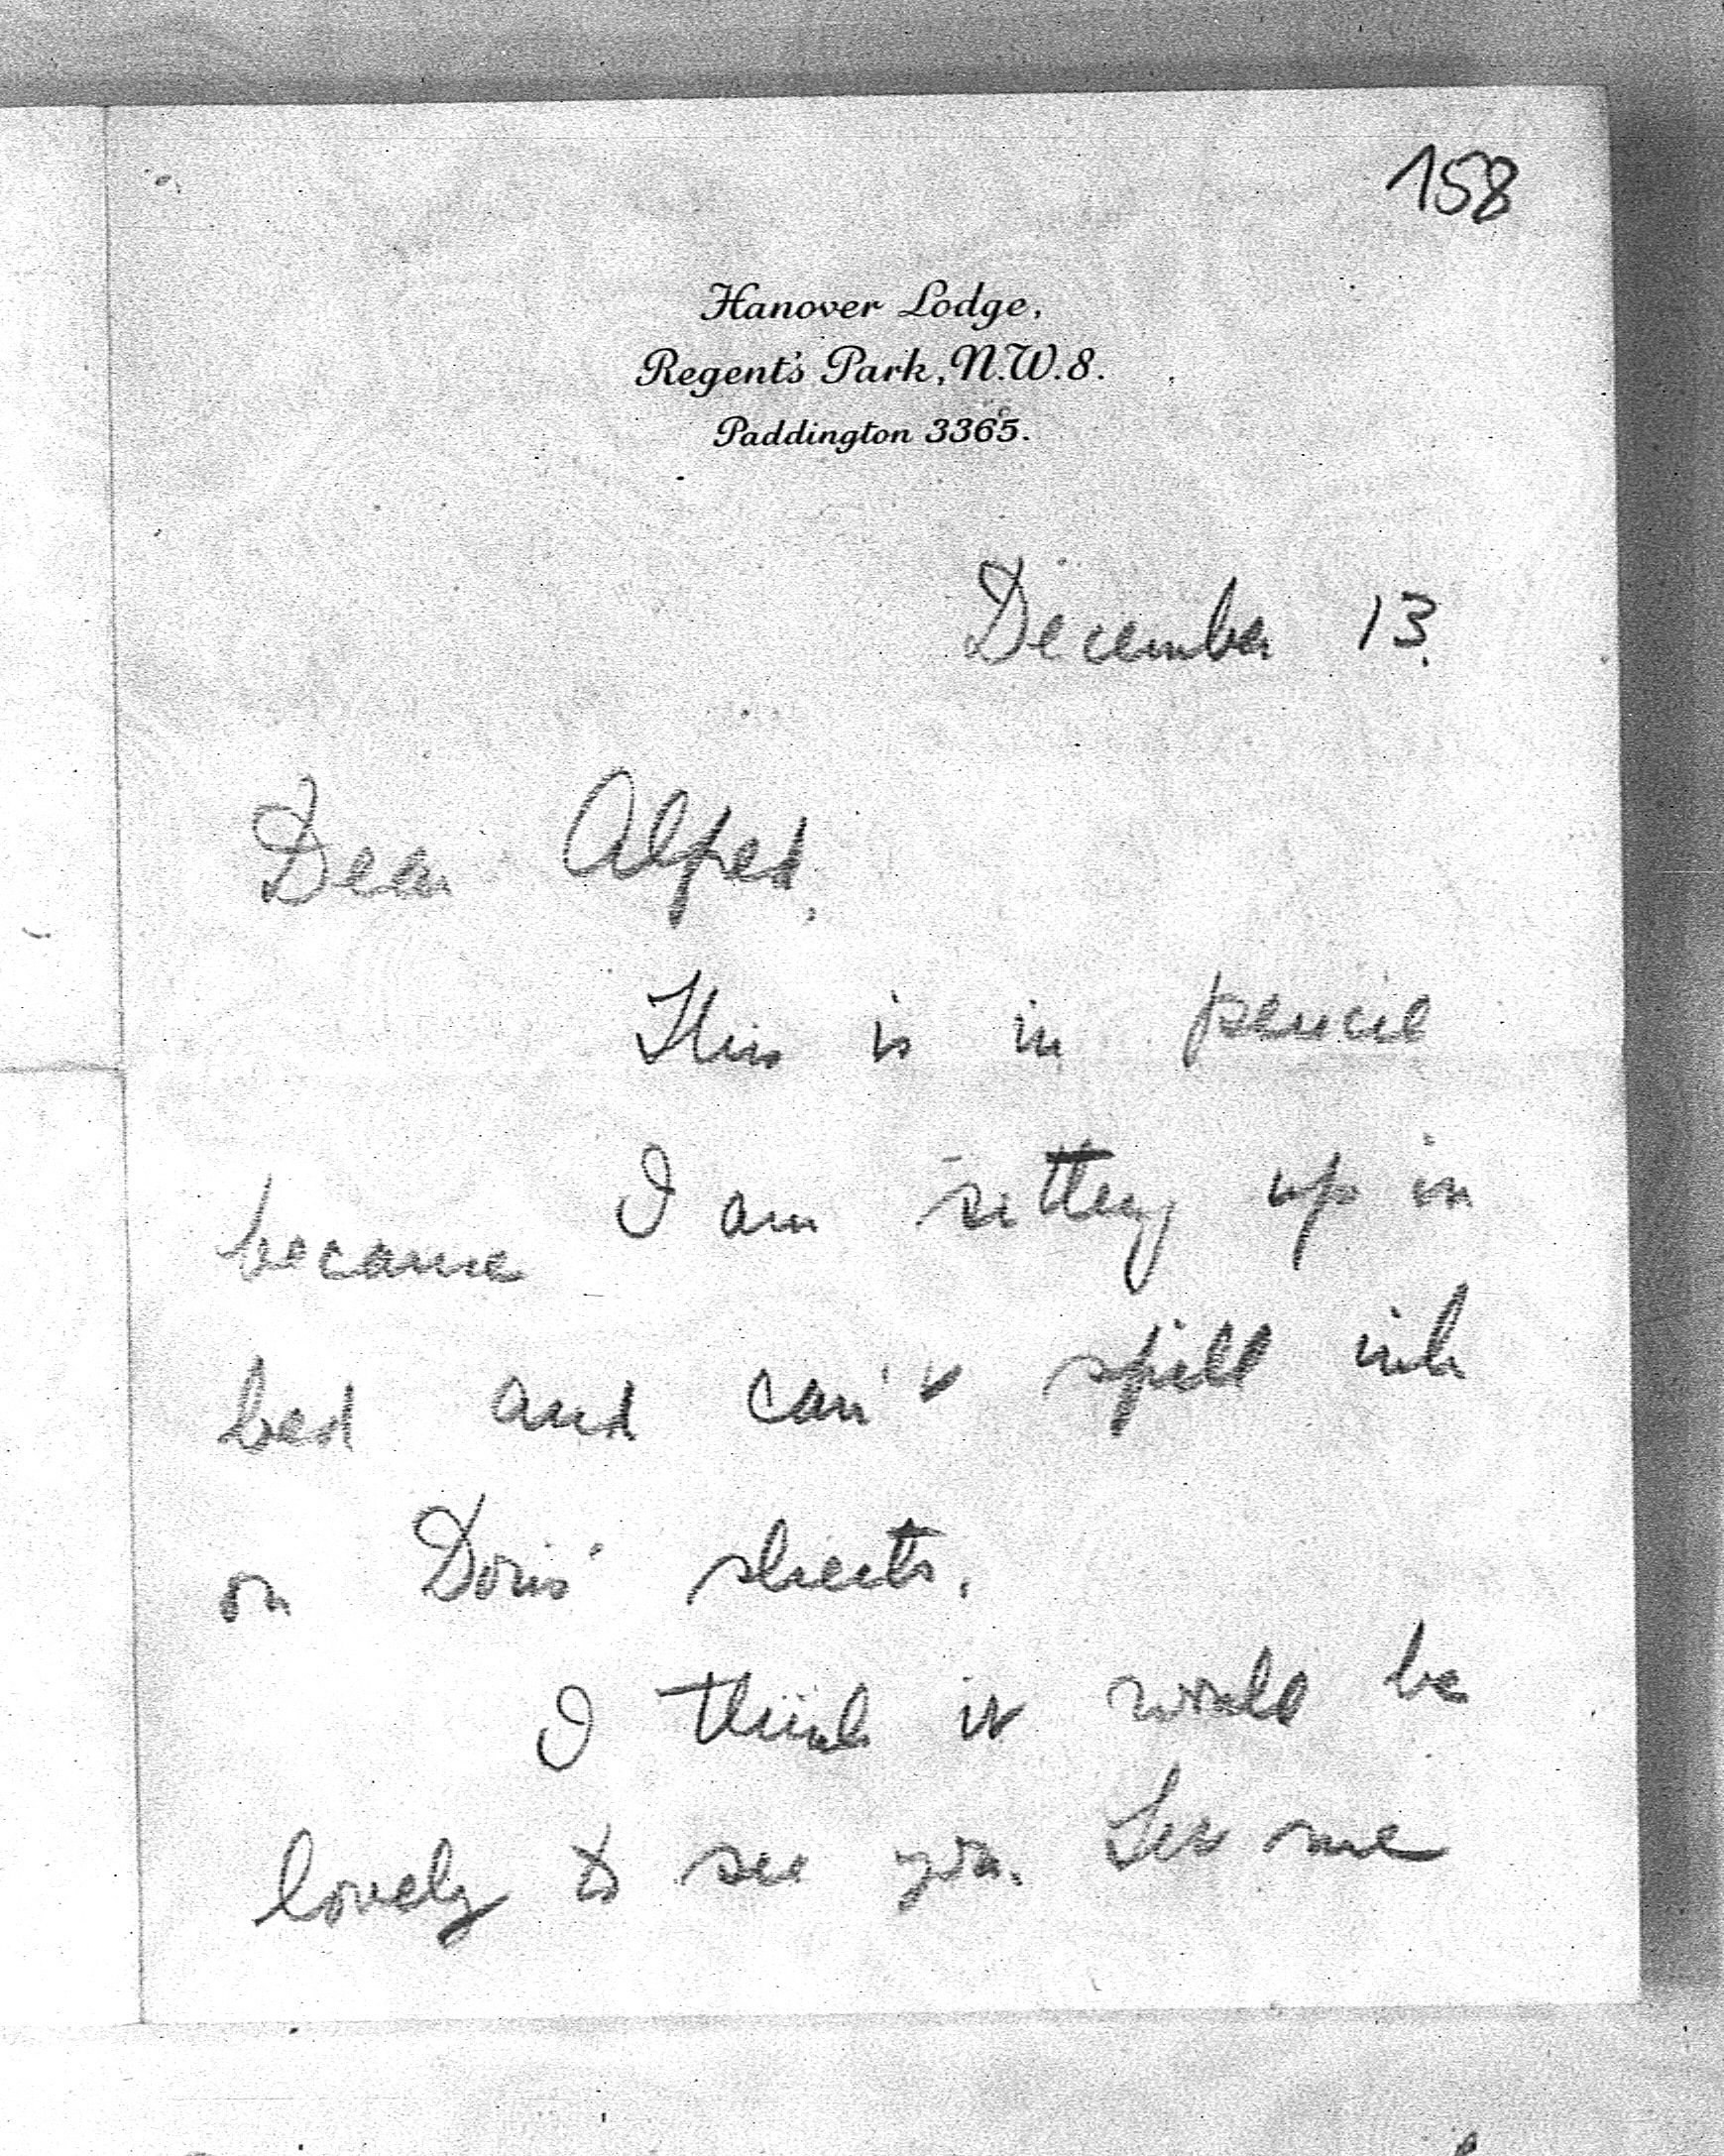 158
Hanover Lodge,
Regent's Park, N.W.8.
Paddington 3365.
December 13.
Dear Alfred,
This is in pencil
because I am sitting up in
bed and can't spill ink
on Doris' sheets.
I think it would be
lovely to see you. Let me